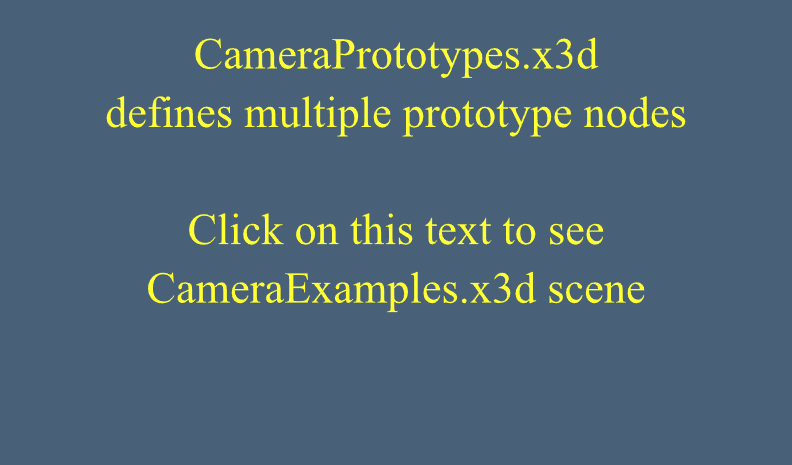 CameraPrototypes.x3d
defines multiple prototype nodes
Click on this text to see
CameraExamples.x3d scene